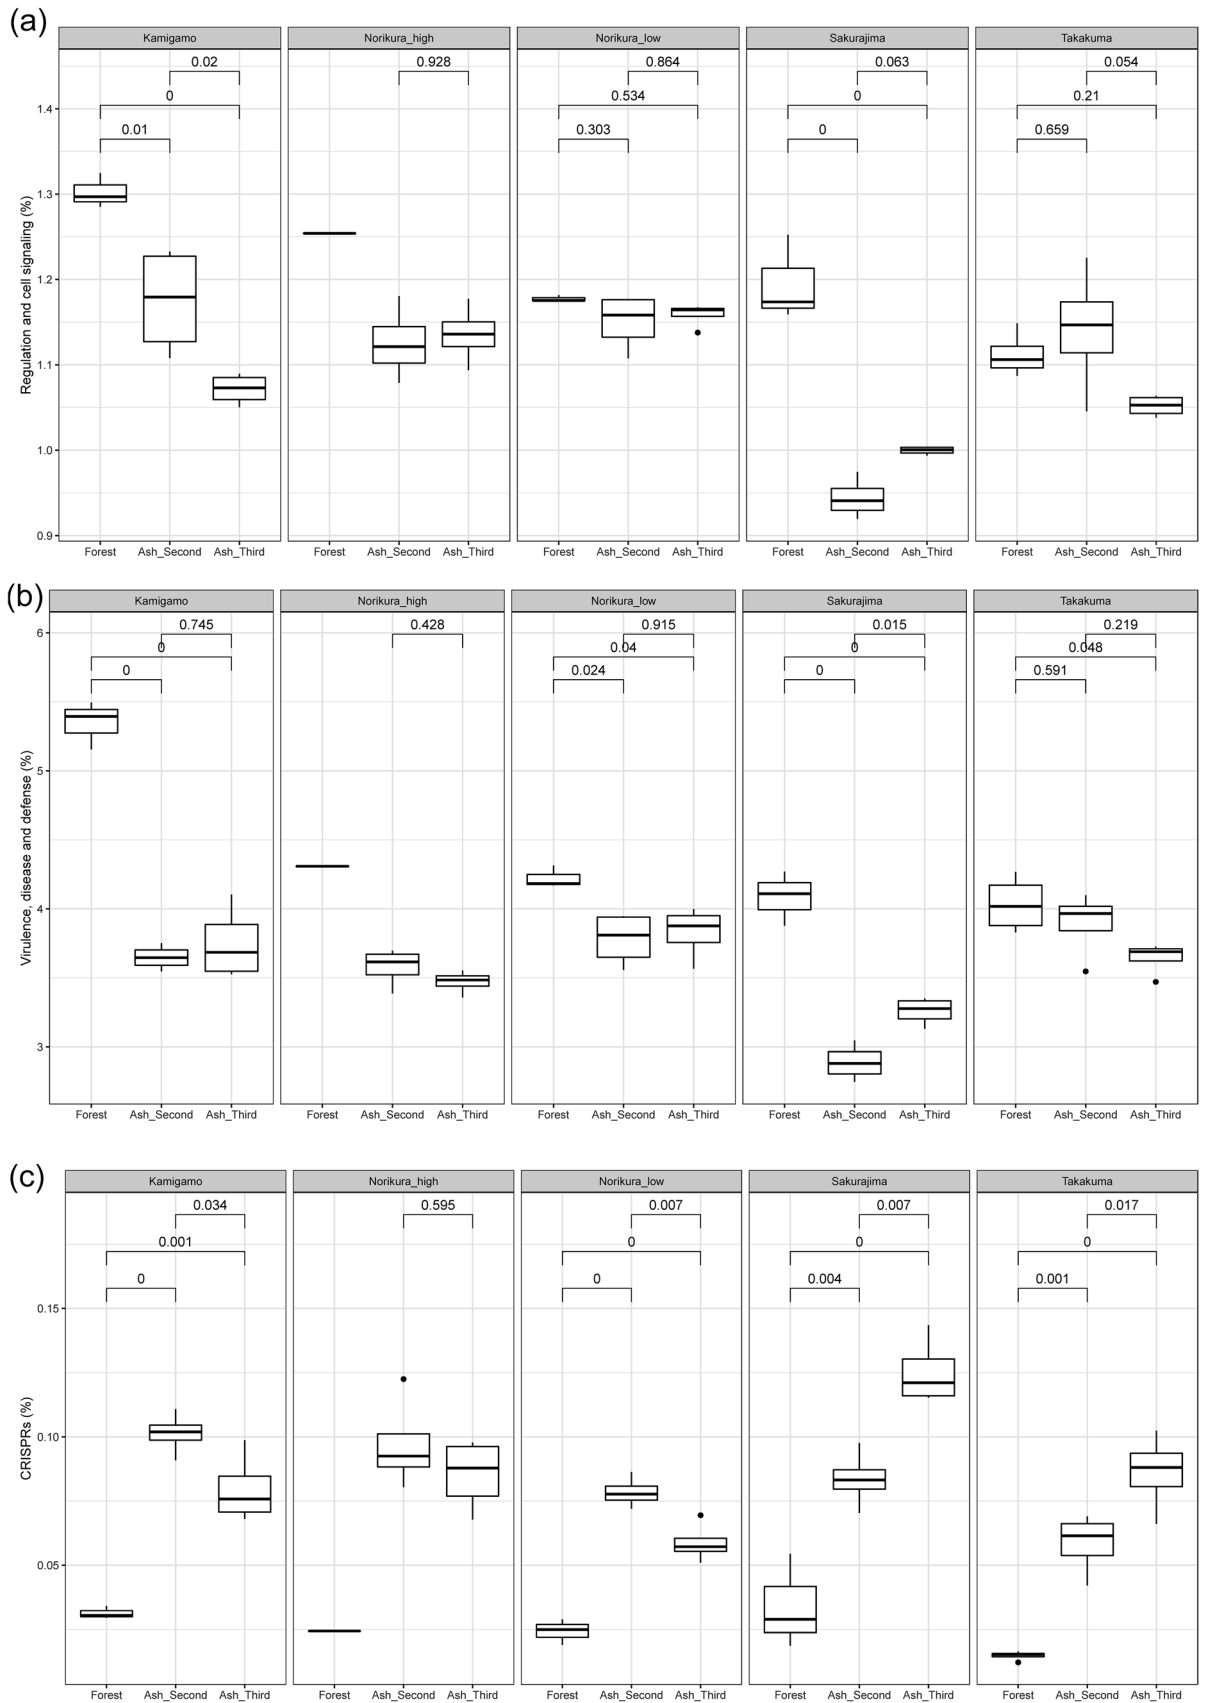 (a)
Kamigamo Norikura_high Norikura_low Sakurajima Takakuma
0.02 0.928 0.864 0.063 0.054
0 0.534 0 0.21
0.01 0.303 0 0.659
Regulation and cell signaling (%)
1.4
1.3
1.2
1.1
1.0
0.9
Forest Ash_Second Ash_Third Forest Ash_Second Ash_Third Forest Ash_Second Ash_Third Forest Ash_Second Ash_Third Forest Ash_Second Ash_Third
(b)
Kamigamo Norikura_high Norikura_low Sakurajima Takakuma
0.745 0.428 0.915 0.015 0.219
0 0.04 0 0.048
0 0.024 0 0.591
Virulence, disease and defense (%)
6
5
4
3
Forest Ash_Second Ash_Third Forest Ash_Second Ash_Third Forest Ash_Second Ash_Third Forest Ash_Second Ash_Third Forest Ash_Second Ash_Third
(c)
Kamigamo Norikura_high Norikura_low Sakurajima Takakuma
0.034 0.595 0.007 0.007 0.017
0.001 0 0 0
0 0 0.004 0.001
CRISPRs (%)
0.15
0.10
0.05
Forest Ash_Second Ash_Third Forest Ash_Second Ash_Third Forest Ash_Second Ash_Third Forest Ash_Second Ash_Third Forest Ash_Second Ash_Third